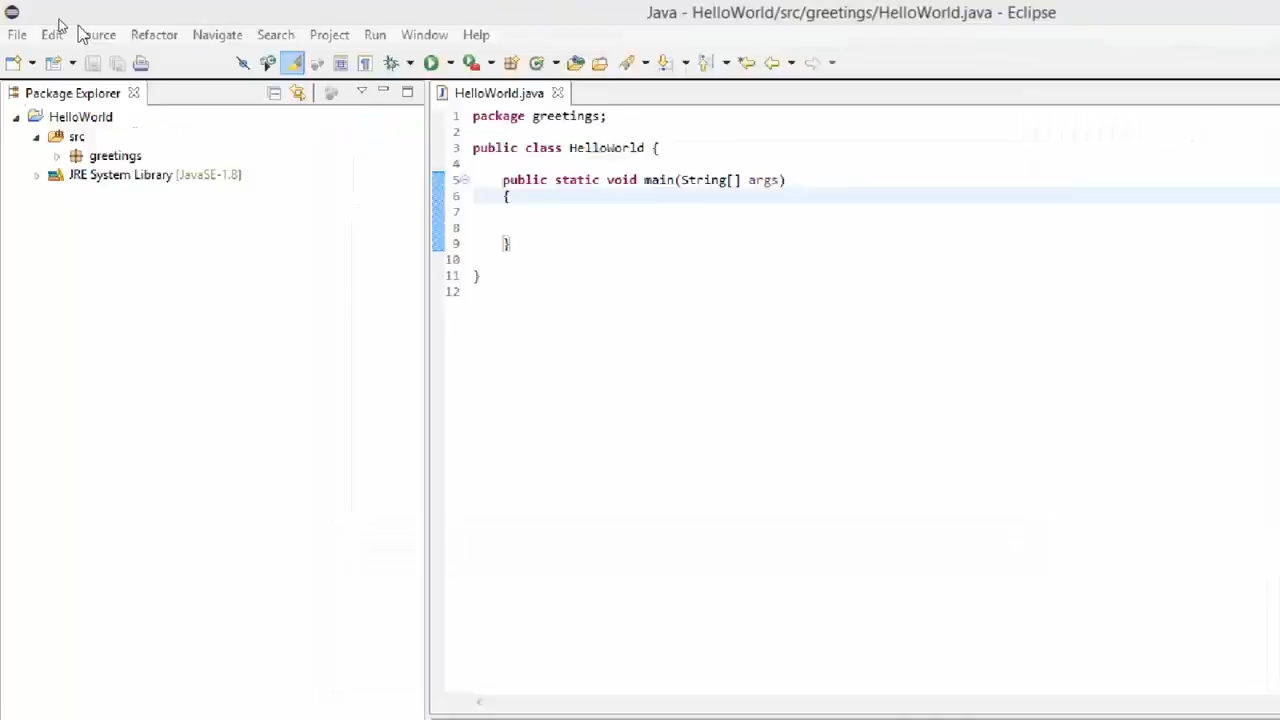 Java - HelloWorld/src/greetings/HelloWorld.java - Eclipse
File Edit Source Refactor Navigate Search Project Run Window Help
Package Explorer
HelloWorld
src
greetings
JRE System Library [JavaSE-1.8]
HelloWorld.java
1 package greetings;
2
3 public class HelloWorld {
4
5 public static void main(String[] args)
6 {
7
8
9 }
10
11 }
12